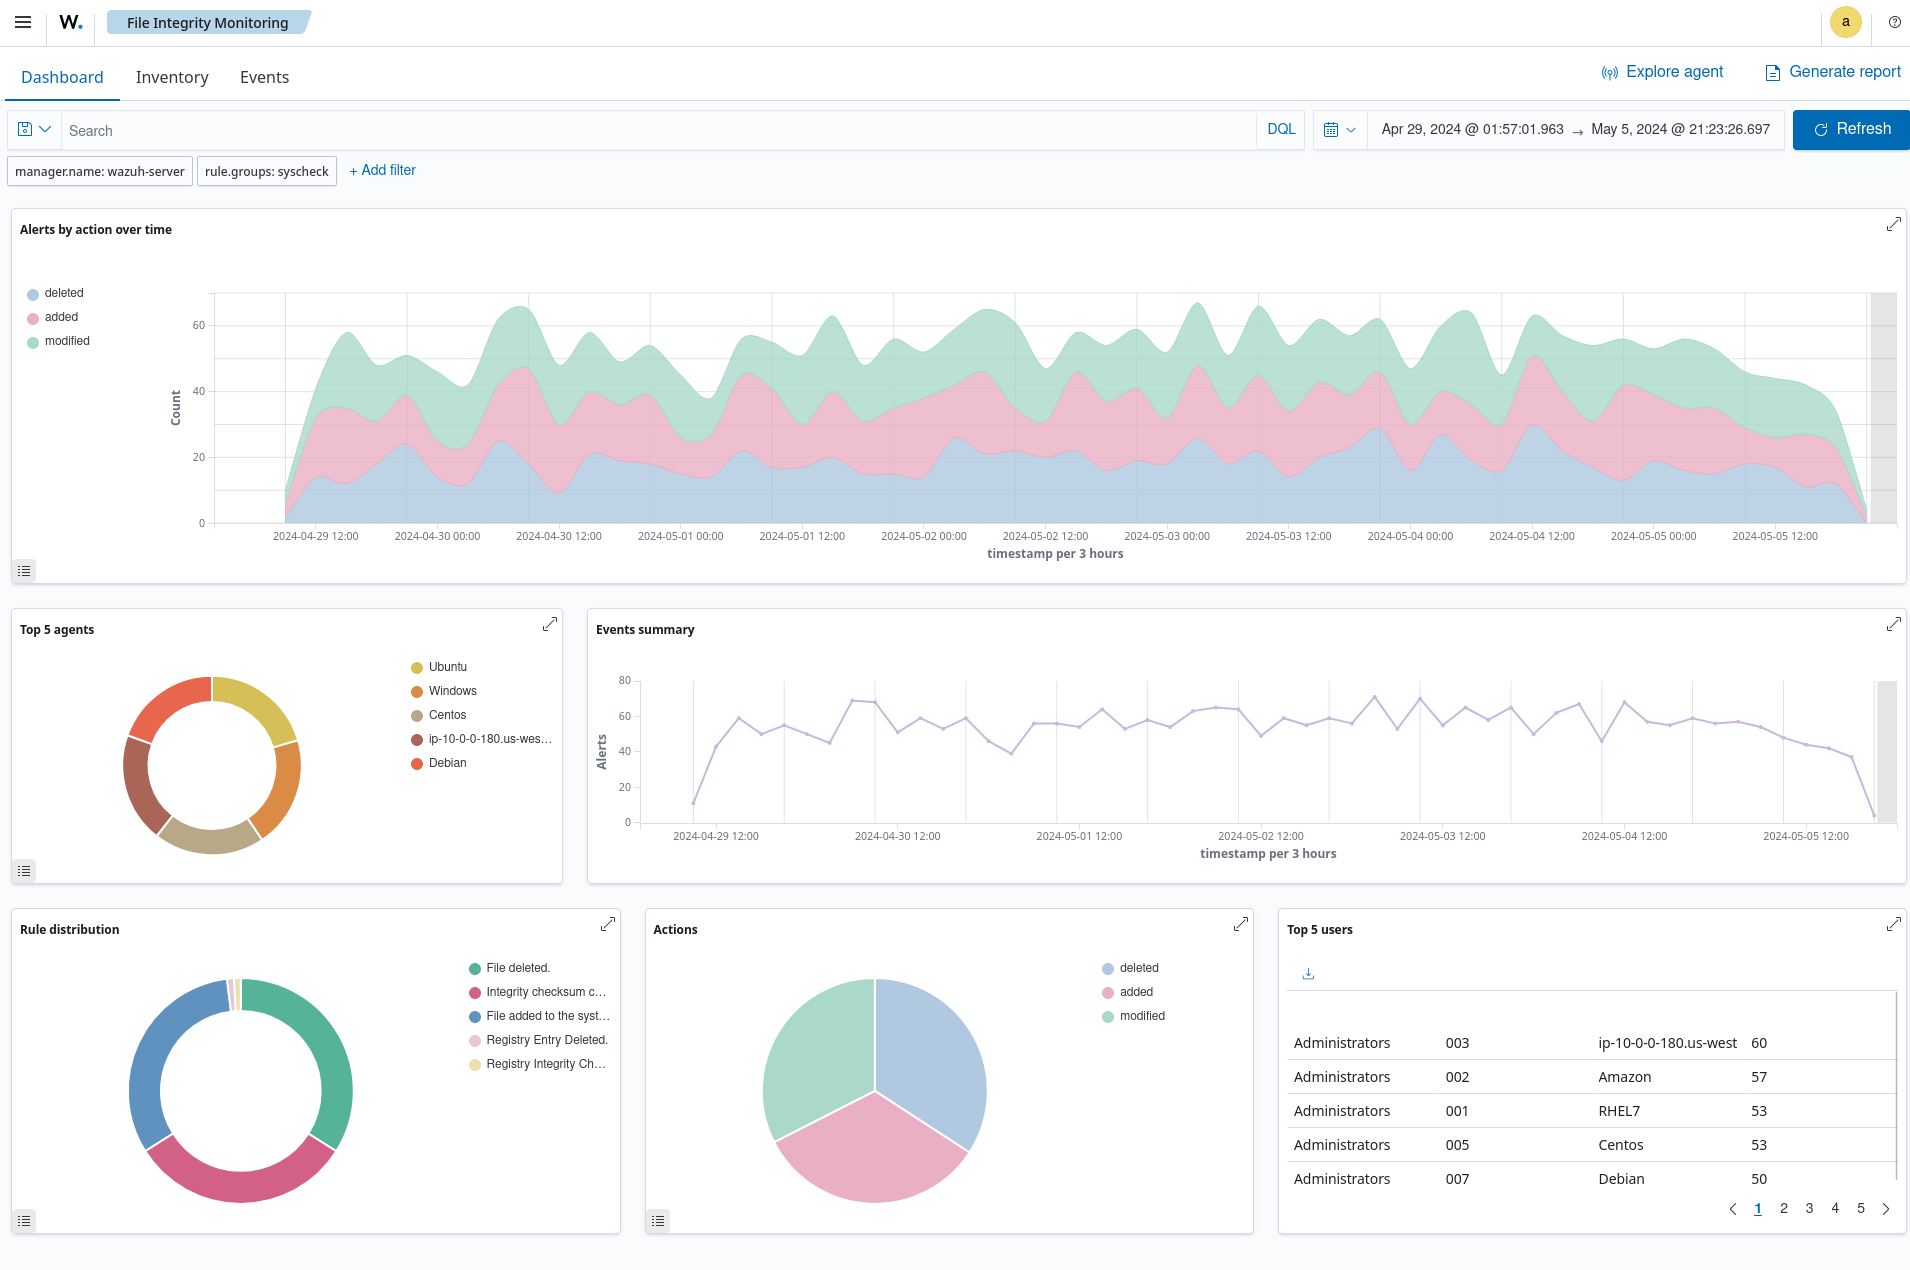 W. File Integrity Monitoring a
Dashboard Inventory Events Explore agent Generate report
Search DQL Apr 29, 2024 @ 01:57:01.963 → May 5, 2024 @ 21:23:26.697 Refresh
manager.name: wazuh-server rule.groups: syscheck + Add filter
Alerts by action over time
deleted
added
modified
Count
60
40
20
0
2024-04-29 12:00 2024-04-30 00:00 2024-04-30 12:00 2024-05-01 00:00 2024-05-01 12:00 2024-05-02 00:00 2024-05-02 12:00 2024-05-03 00:00 2024-05-03 12:00 2024-05-04 00:00 2024-05-04 12:00 2024-05-05 00:00 2024-05-05 12:00
timestamp per 3 hours
Top 5 agents
Ubuntu
Windows
Centos
ip-10-0-0-180.us-wes...
Debian
Events summary
Alerts
80
60
40
20
0
2024-04-29 12:00 2024-04-30 12:00 2024-05-01 12:00 2024-05-02 12:00 2024-05-03 12:00 2024-05-04 12:00 2024-05-05 12:00
timestamp per 3 hours
Rule distribution
File deleted.
Integrity checksum c...
File added to the syst...
Registry Entry Deleted.
Registry Integrity Ch...
Actions
deleted
added
modified
Top 5 users
Administrators 003 ip-10-0-0-180.us-west 60
Administrators 002 Amazon 57
Administrators 001 RHEL7 53
Administrators 005 Centos 53
Administrators 007 Debian 50
1 2 3 4 5